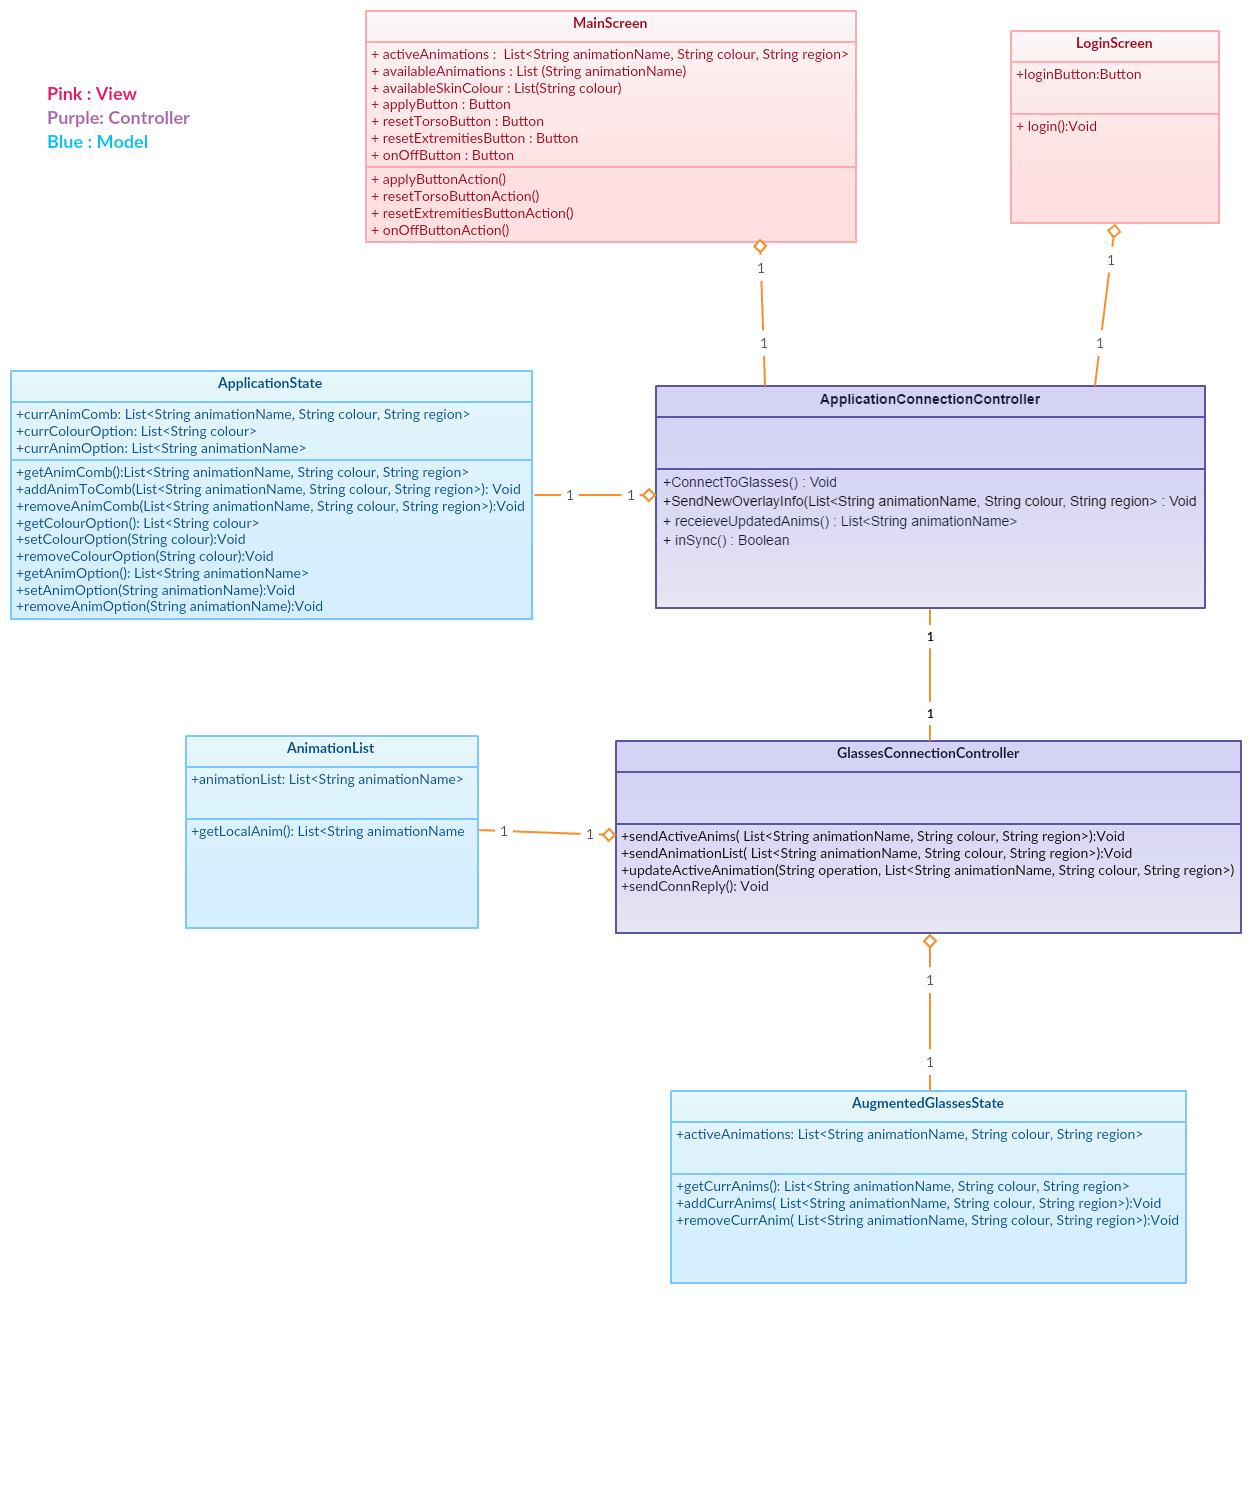 MainScreen
+ activeAnimations :  List<String animationName, String colour, String region>
+ availableAnimations : List (String animationName)
+ availableSkinColour : List(String colour)
+ applyButton : Button
+ resetTorsoButton : Button
+ resetExtremitiesButton : Button
+ onOffButton : Button
+ applyButtonAction()
+ resetTorsoButtonAction()
+ resetExtremitiesButtonAction()
+ onOffButtonAction()
LoginScreen
+loginButton:Button
+ login():Void
Pink : View
Purple: Controller
Blue : Model
1
1
1
1
ApplicationState
+currAnimComb: List<String animationName, String colour, String region>
+currColourOption: List<String colour>
+currAnimOption: List<String animationName>
+getAnimComb():List<String animationName, String colour, String region>
+addAnimToComb(List<String animationName, String colour, String region>): Void
+removeAnimComb(List<String animationName, String colour, String region>):Void
+getColourOption(): List<String colour>
+setColourOption(String colour):Void
+removeColourOption(String colour):Void
+getAnimOption(): List<String animationName>
+setAnimOption(String animationName):Void
+removeAnimOption(String animationName):Void
1
1
ApplicationConnectionController
+ConnectToGlasses() : Void
+SendNewOverlayInfo(List<String animationName, String colour, String region> : Void
+ receieveUpdatedAnims() : List<String animationName>
+ inSync() : Boolean
1
1
AnimationList
+animationList: List<String animationName>
+getLocalAnim(): List<String animationName
1
1
GlassesConnectionController
+sendActiveAnims( List<String animationName, String colour, String region>):Void
+sendAnimationList( List<String animationName, String colour, String region>):Void
+updateActiveAnimation(String operation, List<String animationName, String colour, String region>)
+sendConnReply(): Void
1
1
AugmentedGlassesState
+activeAnimations: List<String animationName, String colour, String region>
+getCurrAnims(): List<String animationName, String colour, String region>
+addCurrAnims( List<String animationName, String colour, String region>):Void
+removeCurrAnim( List<String animationName, String colour, String region>):Void